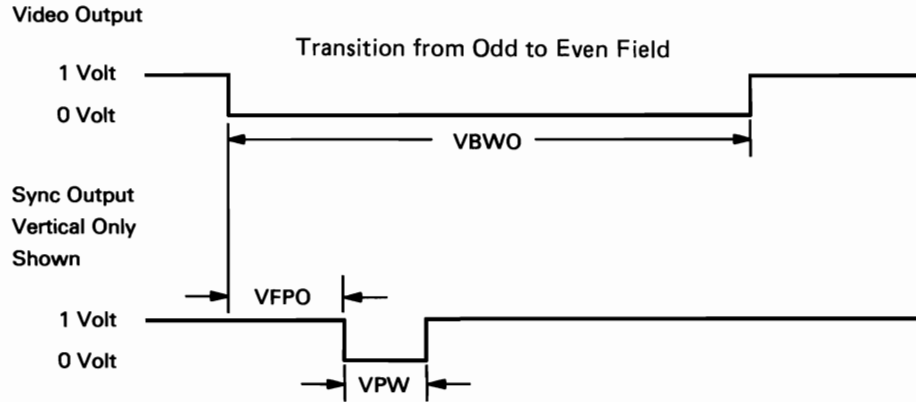 Video Output
Transition from Odd to Even Field
1 Volt
0 Volt
VBWO
Sync Output
Vertical Only
Shown
VFPO
1 Volt
0 Volt
VPW